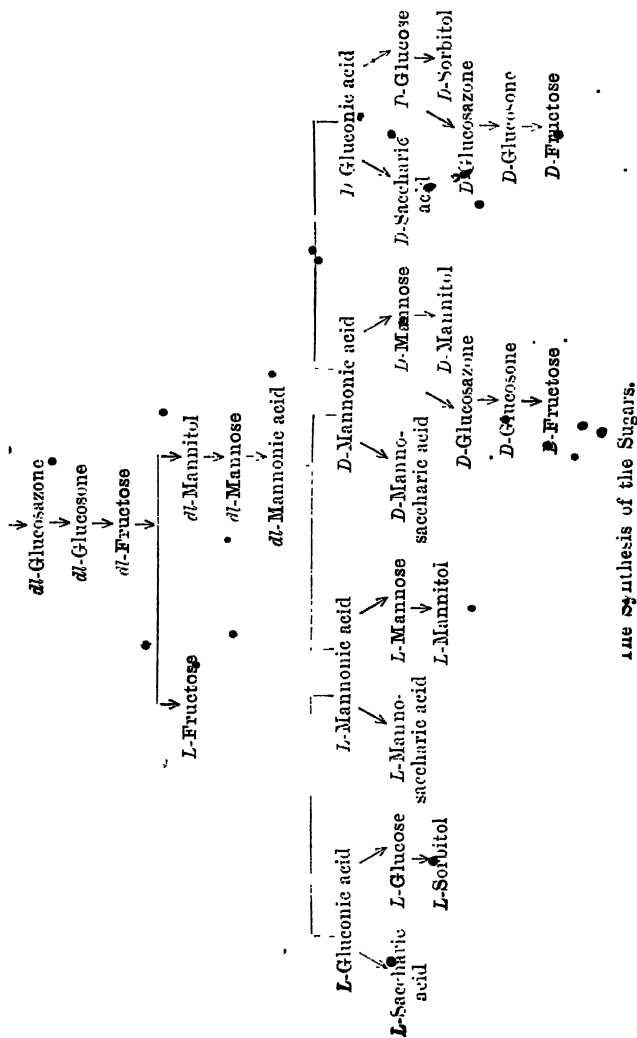 dl-Glucosazone
dl-Glucosone
dl-Fructose
L-Fructose
dl-Mannitol
dl-Mannose
dl-Mannonic acid
L-Gluconic acid
L-Mannonic acid
D-Mannonic acid
D-Gluconic acid
L-Saccharic
acid
L-Glucose
L-Sorbitol
L-Manno-
saccharic acid
L-Mannose
L-Mannitol
D-Manno-
saccharic acid
D-Mannose
D-Mannitol
D-Glucosazone
D-Glucosone
D-Fructose
D-Saccharic
acid
D-Glucose
D-Sorbitol
D-Glucosazone
D-Glucosone
D-Fructose
The Synthesis of the Sugars.